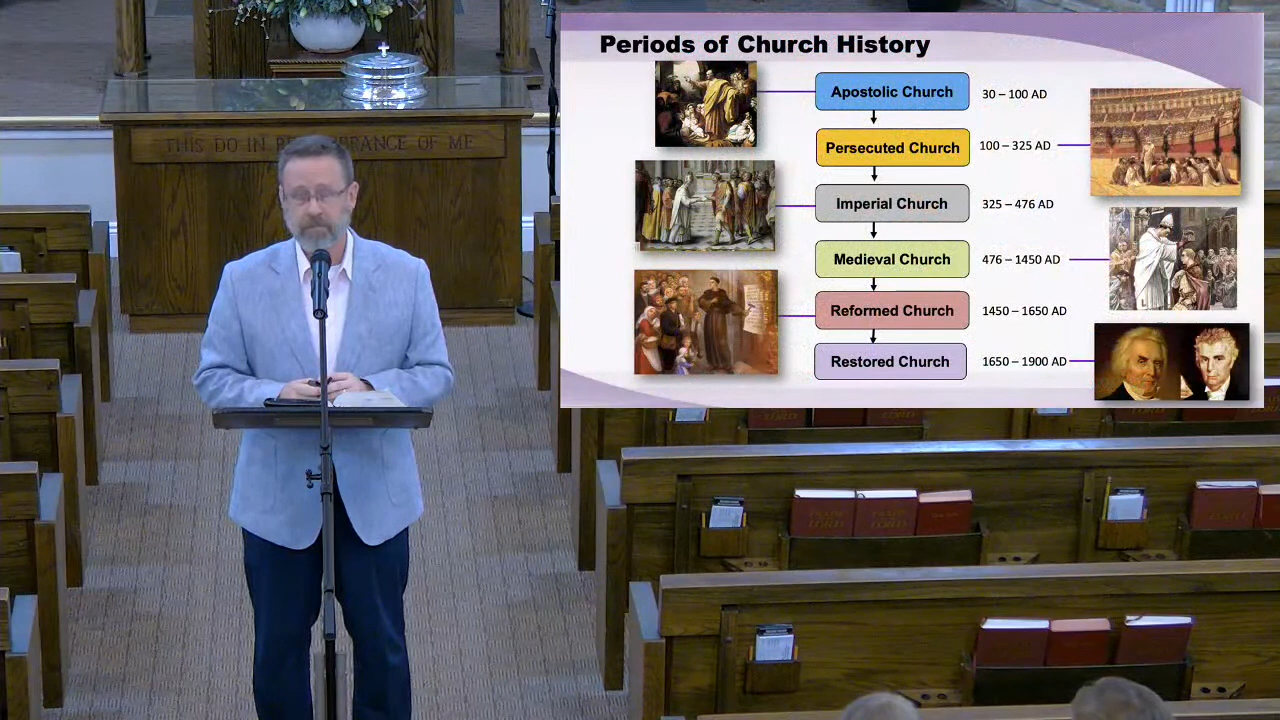 Periods of Church History
Apostolic Church 30 – 100 AD
Persecuted Church 100 – 325 AD
Imperial Church 325 – 476 AD
Medieval Church 476 – 1450 AD
Reformed Church 1450 – 1650 AD
Restored Church 1650 – 1900 AD
THIS DO IN RE BRANCE OF ME